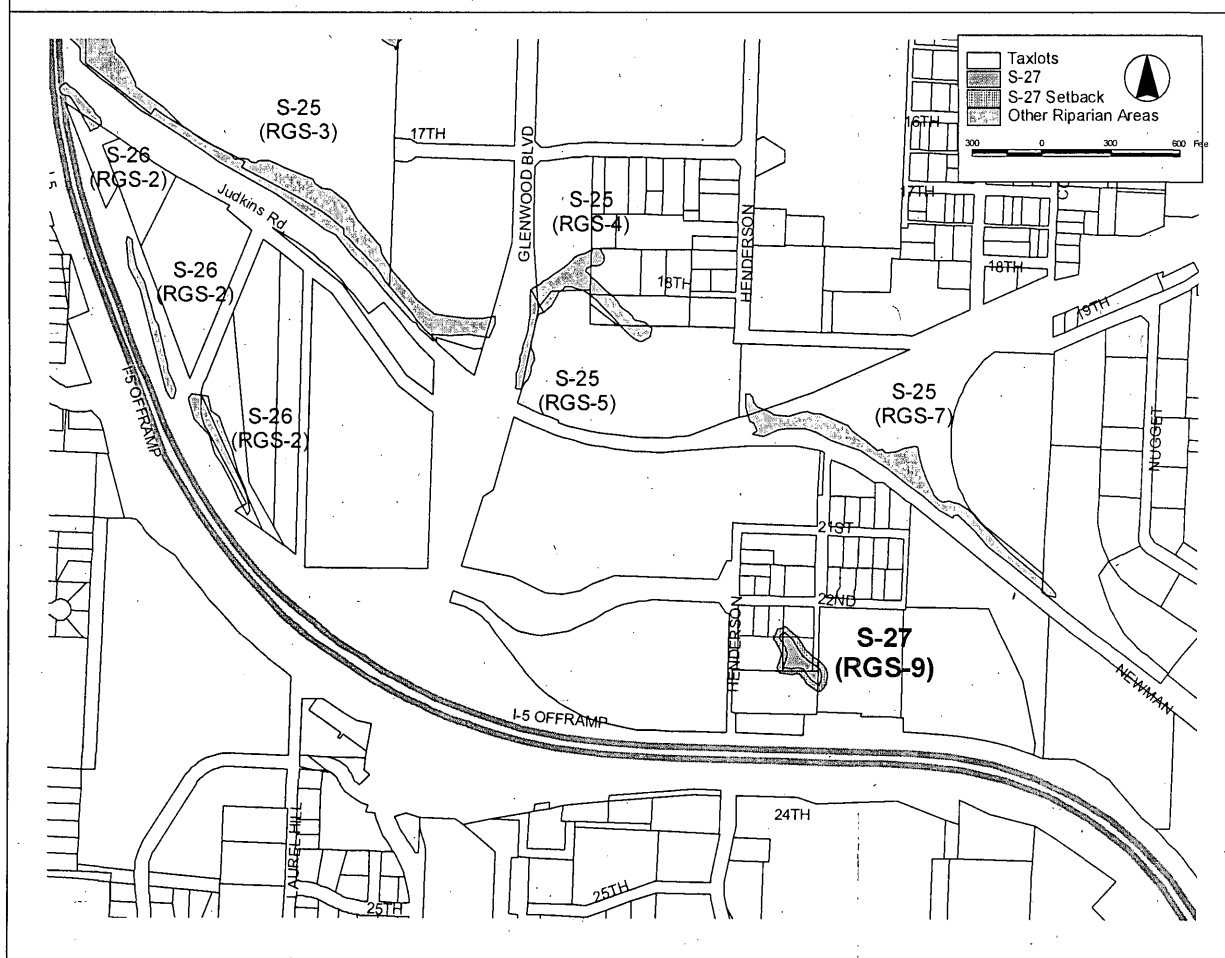 Taxlots
S-27
S-27 Setback
Other Riparian Areas
300 0 300 600 Fee
S-25
(RGS-3)
17TH
GLENWOOD BLVD
16TH
S-26
(RGS-2)
Judkins Rd
S-25
(RGS-4)
HENDERSON
17TH
18TH
18TH
19TH
S-26
(RGS-2)
I-5 OFFRAMP
S-26
(RGS-2)
S-25
(RGS-5)
S-25
(RGS-7)
NUGGET
21ST
22ND
HENDERSON
S-27
(RGS-9)
NEWMAN
I-5 OFFRAMP
24TH
LAUREL HILL
25TH
25TH